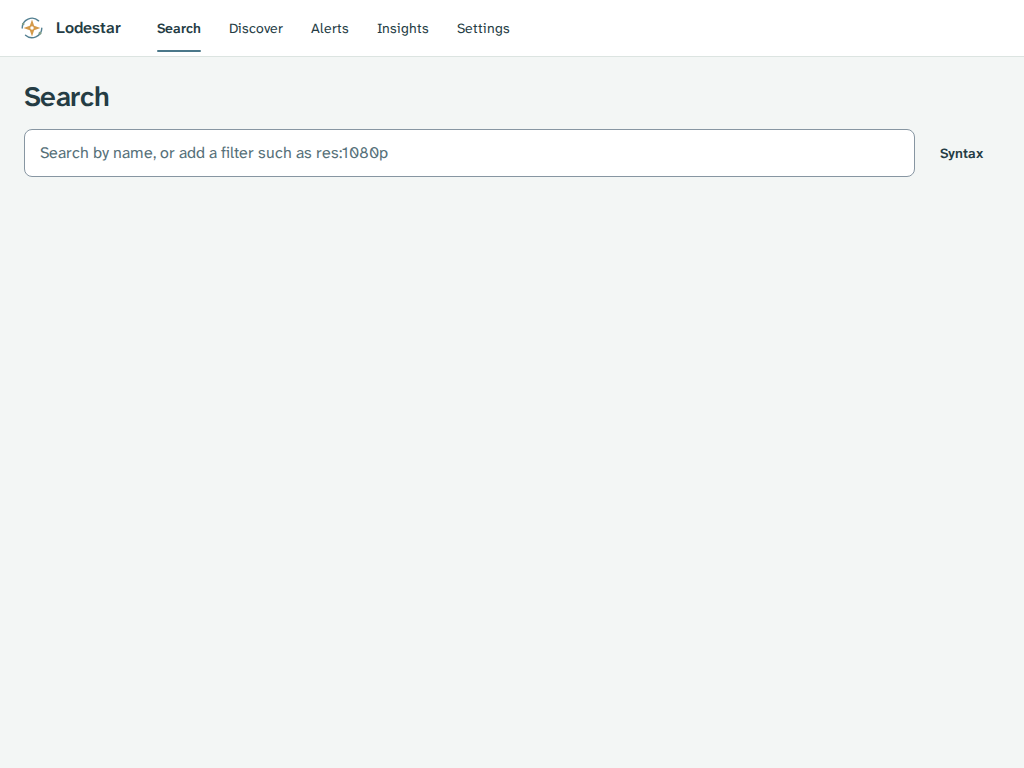 Lodestar Search Discover Alerts Insights Settings
Search
Search by name, or add a filter such as res:1080p Syntax